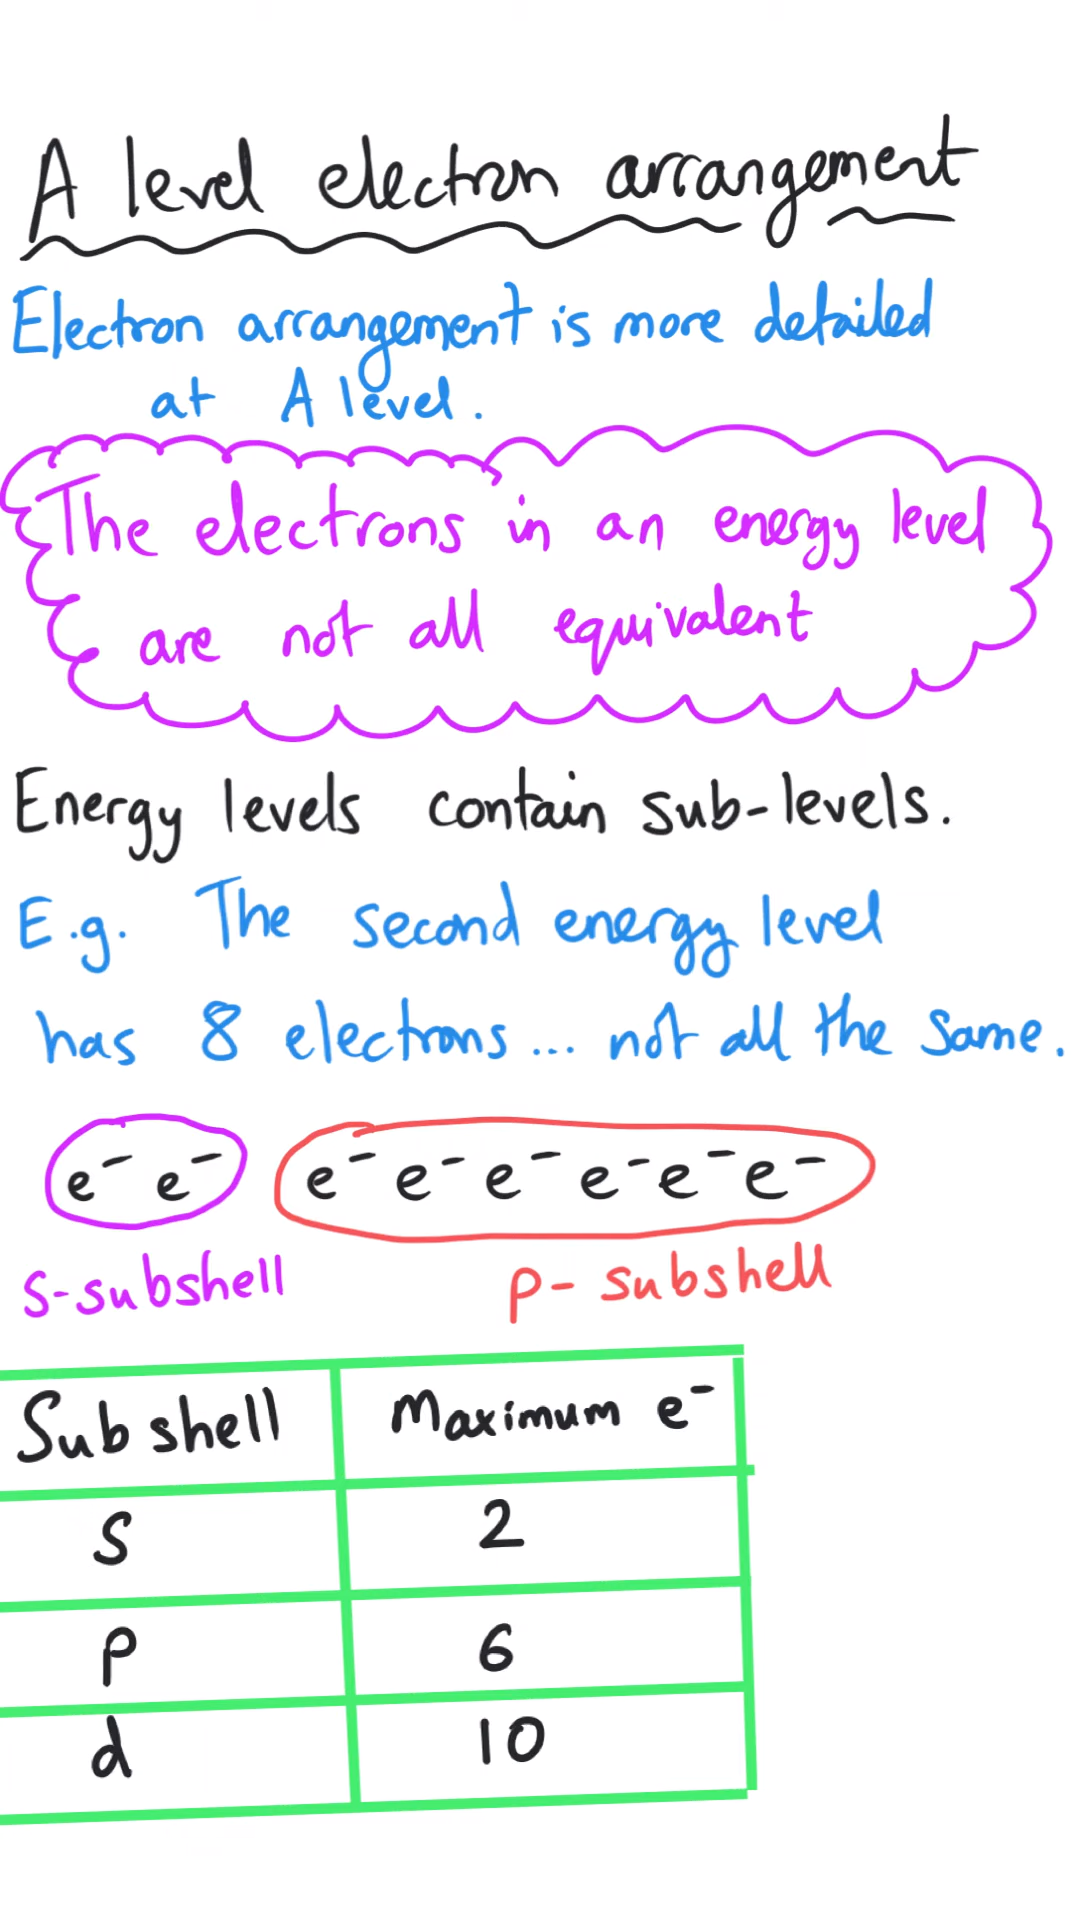 A level electron arrangement
Electron arrangement is more detailed
at A level.
The electrons in an energy level
are not all equivalent
Energy levels contain sub-levels.
E.g. The second energy level
has 8 electrons... not all the same.
e⁻ e⁻ e⁻ e⁻ e⁻ e⁻ e⁻ e⁻
s-subshell p-subshell
Subshell Maximum e⁻
s 2
p 6
d 10